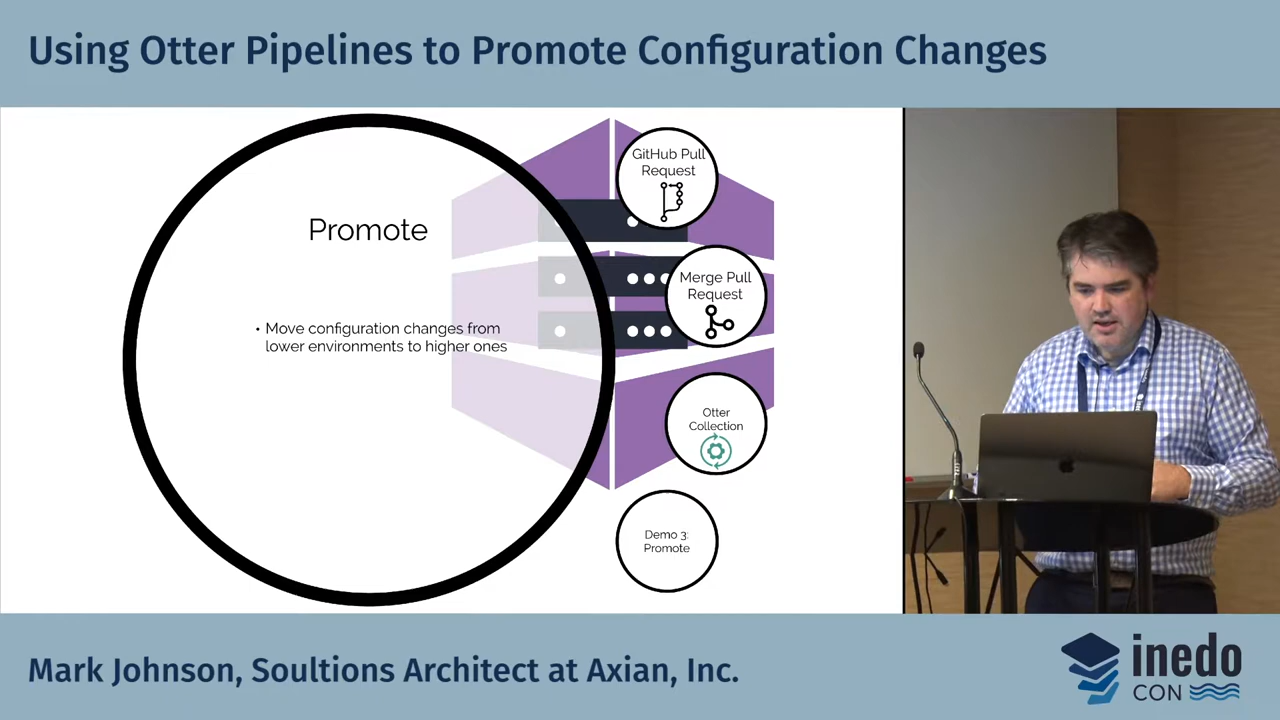 Using Otter Pipelines to Promote Configuration Changes
Promote
• Move configuration changes from
lower environments to higher ones
GitHub Pull
Request
Merge Pull
Request
Otter
Collection
Demo 3:
Promote
Mark Johnson, Soultions Architect at Axian, Inc.
inedo
CON